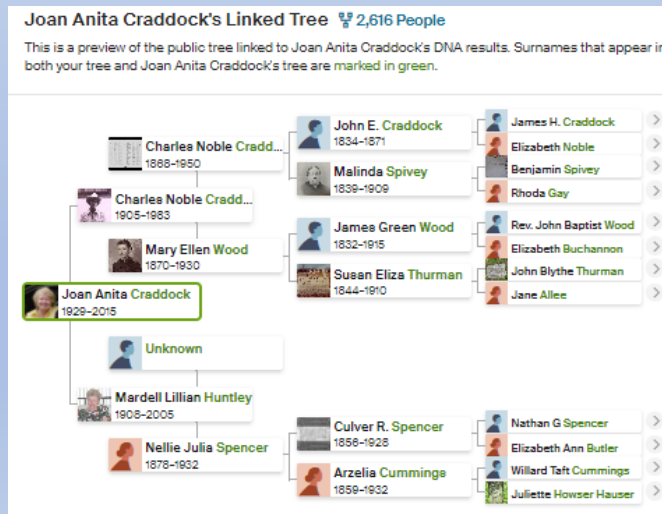 Joan Anita Craddock's Linked Tree 2,616 People
This is a preview of the public tree linked to Joan Anita Craddock's DNA results. Surnames that appear in
both your tree and Joan Anita Craddock's tree are marked in green.
Joan Anita Craddock
1929–2015
Charles Noble Cradd...
1905–1983
Charles Noble Cradd...
1868–1950
John E. Craddock
1834–1871
James H. Craddock
Elizabeth Noble
Malinda Spivey
1839–1909
Benjamin Spivey
Rhoda Gay
Mary Ellen Wood
1870–1930
James Green Wood
1832–1915
Rev. John Baptist Wood
Elizabeth Buchannon
Susan Eliza Thurman
1844–1910
John Blythe Thurman
Jane Allee
Mardell Lillian Huntley
1908–2005
Unknown
Nellie Julia Spencer
1878–1932
Culver R. Spencer
1856–1928
Nathan G Spencer
Elizabeth Ann Butler
Arzelia Cummings
1859–1932
Willard Taft Cummings
Juliette Howser Hauser